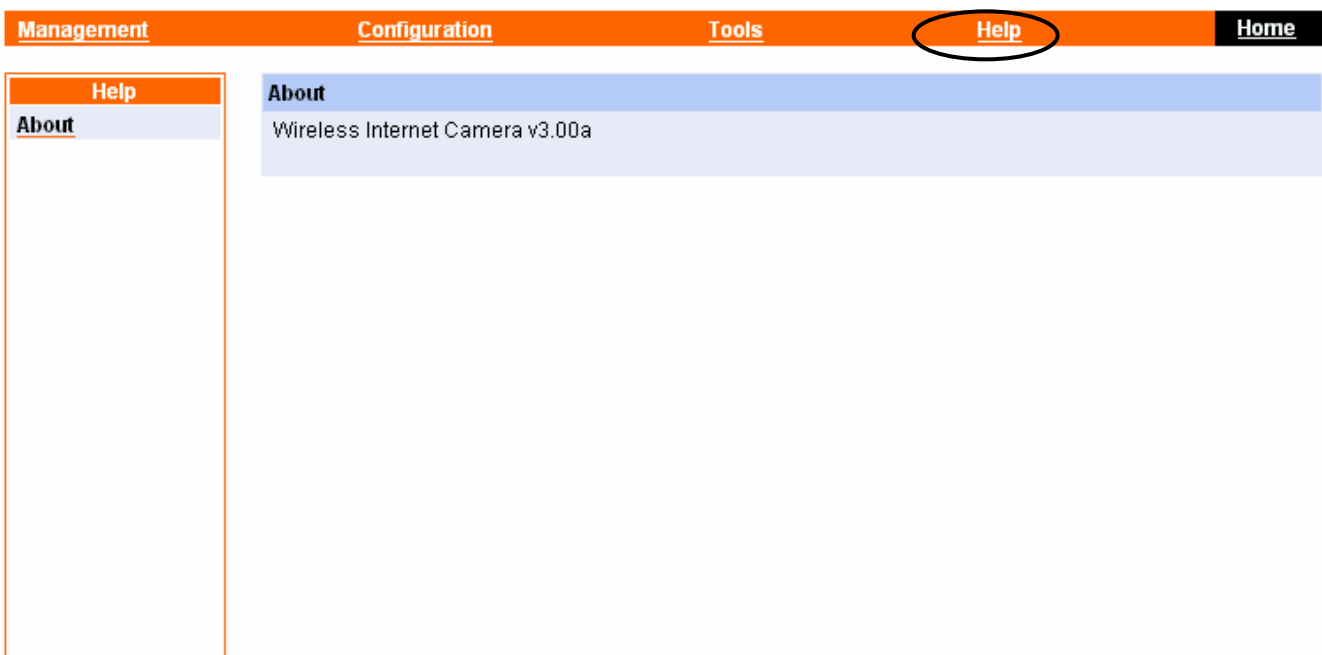 Management Configuration Tools Help Home
Help
About
About
Wireless Internet Camera v3.00a